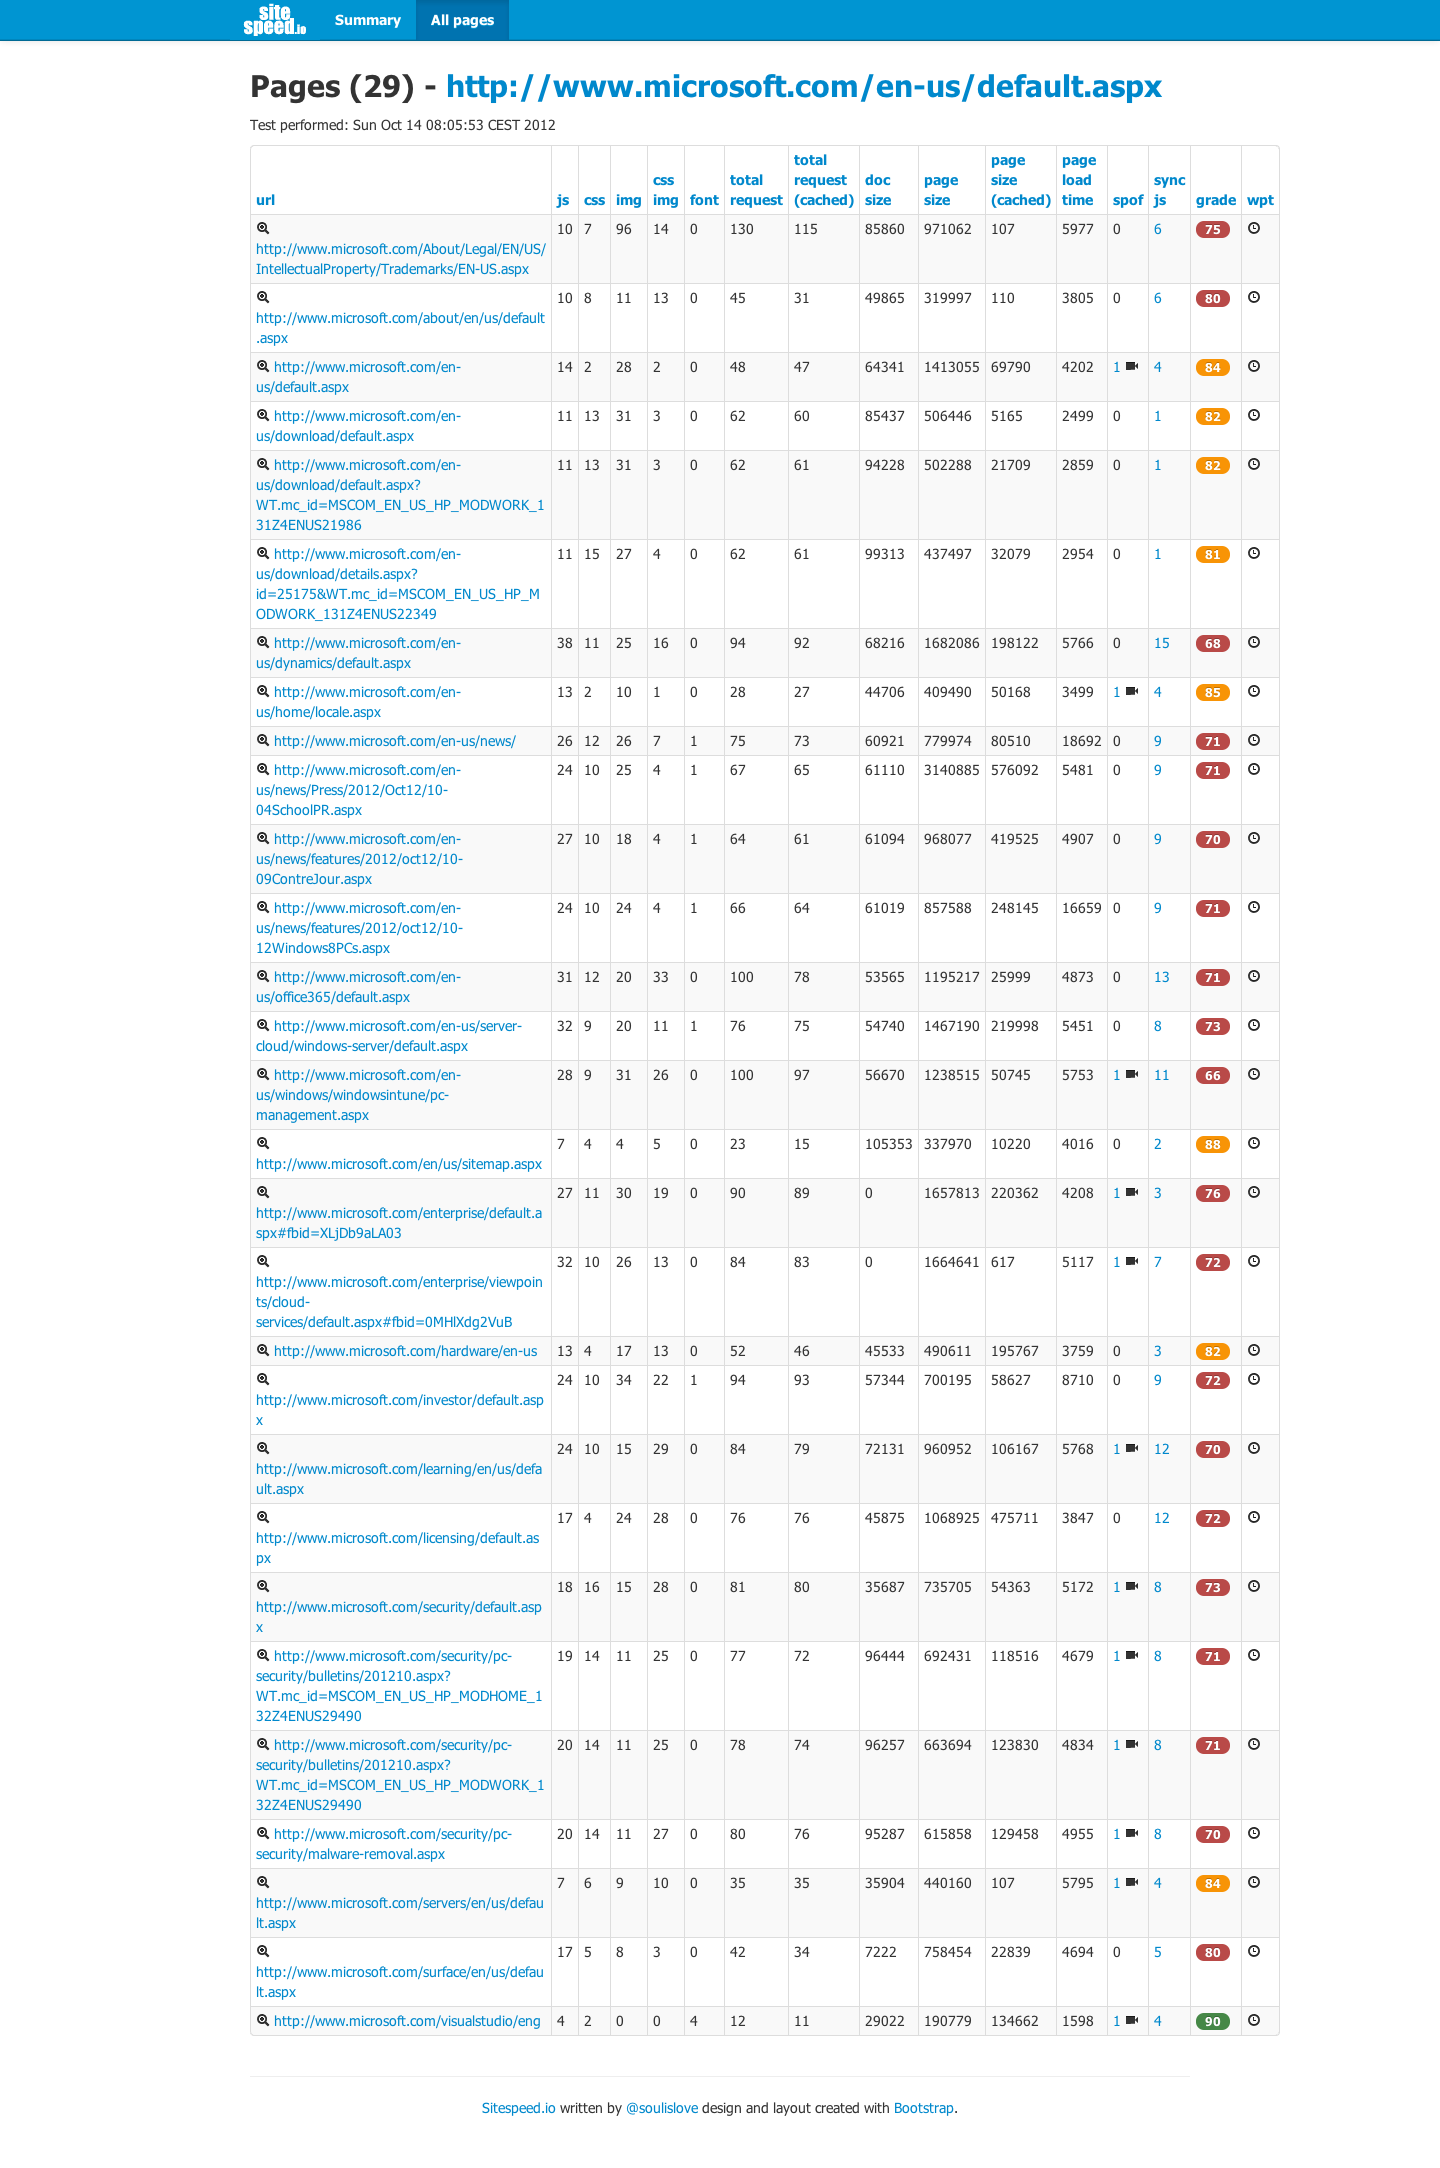 site
speed.io
Summary
All pages
Pages (29) - http://www.microsoft.com/en-us/default.aspx
Test performed: Sun Oct 14 08:05:53 CEST 2012
url js css img css img font total request total request (cached) doc size page size page size (cached) page load time spof sync js grade wpt
http://www.microsoft.com/About/Legal/EN/US/ 10 7 96 14 0 130 115 85860 971062 107 5977 0 6 75
IntellectualProperty/Trademarks/EN-US.aspx
http://www.microsoft.com/about/en/us/default 10 8 11 13 0 45 31 49865 319997 110 3805 0 6 80
.aspx
http://www.microsoft.com/en- 14 2 28 2 0 48 47 64341 1413055 69790 4202 1 4 84
us/default.aspx
http://www.microsoft.com/en- 11 13 31 3 0 62 60 85437 506446 5165 2499 0 1 82
us/download/default.aspx
http://www.microsoft.com/en- 11 13 31 3 0 62 61 94228 502288 21709 2859 0 1 82
us/download/default.aspx?
WT.mc_id=MSCOM_EN_US_HP_MODWORK_1
31Z4ENUS21986
http://www.microsoft.com/en- 11 15 27 4 0 62 61 99313 437497 32079 2954 0 1 81
us/download/details.aspx?
id=25175&WT.mc_id=MSCOM_EN_US_HP_M
ODWORK_131Z4ENUS22349
http://www.microsoft.com/en- 38 11 25 16 0 94 92 68216 1682086 198122 5766 0 15 68
us/dynamics/default.aspx
http://www.microsoft.com/en- 13 2 10 1 0 28 27 44706 409490 50168 3499 1 4 85
us/home/locale.aspx
http://www.microsoft.com/en-us/news/ 26 12 26 7 1 75 73 60921 779974 80510 18692 0 9 71
http://www.microsoft.com/en- 24 10 25 4 1 67 65 61110 3140885 576092 5481 0 9 71
us/news/Press/2012/Oct12/10-
04SchoolPR.aspx
http://www.microsoft.com/en- 27 10 18 4 1 64 61 61094 968077 419525 4907 0 9 70
us/news/features/2012/oct12/10-
09ContreJour.aspx
http://www.microsoft.com/en- 24 10 24 4 1 66 64 61019 857588 248145 16659 0 9 71
us/news/features/2012/oct12/10-
12Windows8PCs.aspx
http://www.microsoft.com/en- 31 12 20 33 0 100 78 53565 1195217 25999 4873 0 13 71
us/office365/default.aspx
http://www.microsoft.com/en-us/server- 32 9 20 11 1 76 75 54740 1467190 219998 5451 0 8 73
cloud/windows-server/default.aspx
http://www.microsoft.com/en- 28 9 31 26 0 100 97 56670 1238515 50745 5753 1 11 66
us/windows/windowsintune/pc-
management.aspx
http://www.microsoft.com/en/us/sitemap.aspx 7 4 4 5 0 23 15 105353 337970 10220 4016 0 2 88
http://www.microsoft.com/enterprise/default.a 27 11 30 19 0 90 89 0 1657813 220362 4208 1 3 76
spx#fbid=XLjDb9aLA03
http://www.microsoft.com/enterprise/viewpoin 32 10 26 13 0 84 83 0 1664641 617 5117 1 7 72
ts/cloud-
services/default.aspx#fbid=0MHlXdg2VuB
http://www.microsoft.com/hardware/en-us 13 4 17 13 0 52 46 45533 490611 195767 3759 0 3 82
http://www.microsoft.com/investor/default.asp 24 10 34 22 1 94 93 57344 700195 58627 8710 0 9 72
x
http://www.microsoft.com/learning/en/us/defa 24 10 15 29 0 84 79 72131 960952 106167 5768 1 12 70
ult.aspx
http://www.microsoft.com/licensing/default.as 17 4 24 28 0 76 76 45875 1068925 475711 3847 0 12 72
px
http://www.microsoft.com/security/default.asp 18 16 15 28 0 81 80 35687 735705 54363 5172 1 8 73
x
http://www.microsoft.com/security/pc- 19 14 11 25 0 77 72 96444 692431 118516 4679 1 8 71
security/bulletins/201210.aspx?
WT.mc_id=MSCOM_EN_US_HP_MODHOME_1
32Z4ENUS29490
http://www.microsoft.com/security/pc- 20 14 11 25 0 78 74 96257 663694 123830 4834 1 8 71
security/bulletins/201210.aspx?
WT.mc_id=MSCOM_EN_US_HP_MODWORK_1
32Z4ENUS29490
http://www.microsoft.com/security/pc- 20 14 11 27 0 80 76 95287 615858 129458 4955 1 8 70
security/malware-removal.aspx
http://www.microsoft.com/servers/en/us/defau 7 6 9 10 0 35 35 35904 440160 107 5795 1 4 84
lt.aspx
http://www.microsoft.com/surface/en/us/defau 17 5 8 3 0 42 34 7222 758454 22839 4694 0 5 80
lt.aspx
http://www.microsoft.com/visualstudio/eng 4 2 0 0 4 12 11 29022 190779 134662 1598 1 4 90
Sitespeed.io written by @soulislove design and layout created with Bootstrap.